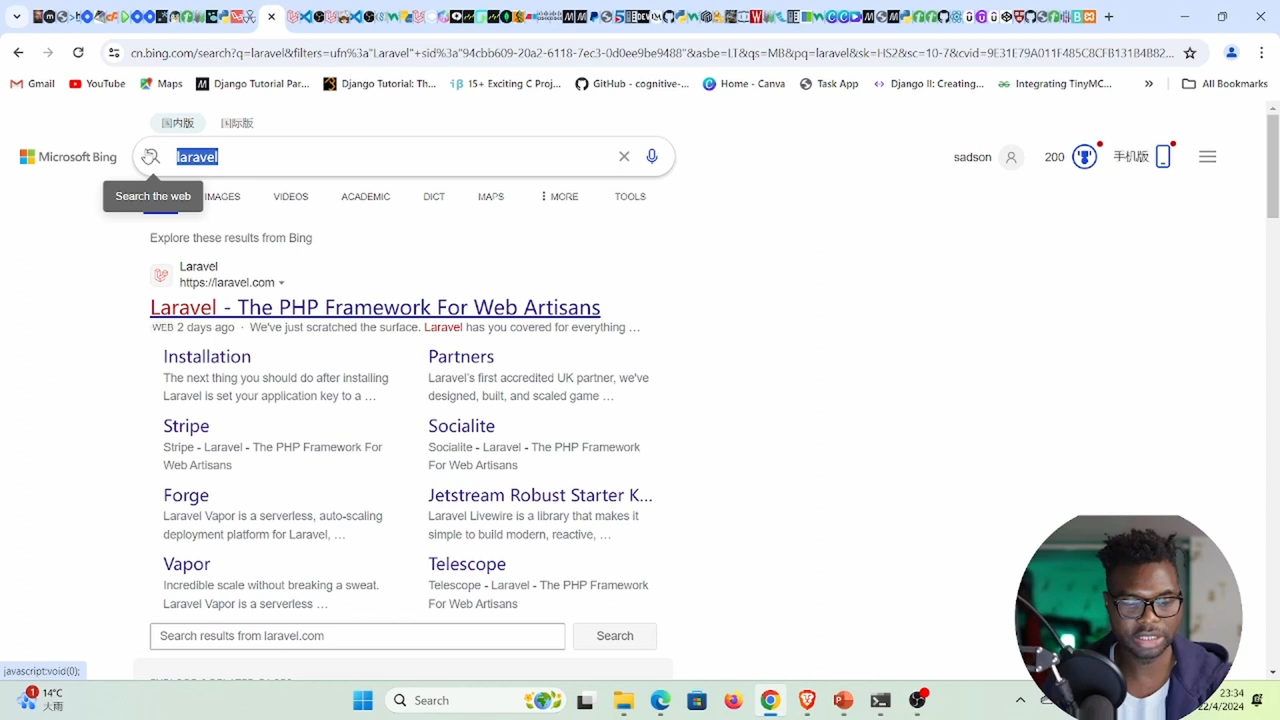 cn.bing.com/search?q=laravel&filters=ufn%3a"Laravel"+sid%3a"94cbb609-20a2-6118-7ec3-0d0ee9be9488"&asbe=LT&qs=MB&pq=laravel&sk=HS2&sc=10-7&cvid=9E31E79A011F485C8CFB131B4B82...
Gmail
YouTube
Maps
Django Tutorial Par...
Django Tutorial: Th...
15+ Exciting C Proj...
GitHub - cognitive-...
Home - Canva
Task App
Django II: Creating...
Integrating TinyMC...
»
All Bookmarks
国内版 国际版
Microsoft Bing
laravel
sadson
200
手机版
Search the web
IMAGES VIDEOS ACADEMIC DICT MAPS MORE TOOLS
Explore these results from Bing
Laravel
https://laravel.com
Laravel - The PHP Framework For Web Artisans
WEB 2 days ago · We've just scratched the surface. Laravel has you covered for everything ...
Installation
The next thing you should do after installing
Laravel is set your application key to a ...
Partners
Laravel's first accredited UK partner, we've
designed, built, and scaled game ...
Stripe
Stripe - Laravel - The PHP Framework For
Web Artisans
Socialite
Socialite - Laravel - The PHP Framework
For Web Artisans
Forge
Laravel Vapor is a serverless, auto-scaling
deployment platform for Laravel, ...
Jetstream Robust Starter K...
Laravel Livewire is a library that makes it
simple to build modern, reactive, ...
Vapor
Incredible scale without breaking a sweat.
Laravel Vapor is a serverless ...
Telescope
Telescope - Laravel - The PHP Framework
For Web Artisans
Search results from laravel.com
Search
javascript:void(0);
1
14°C
大雨
Search
23:34
22/4/2024